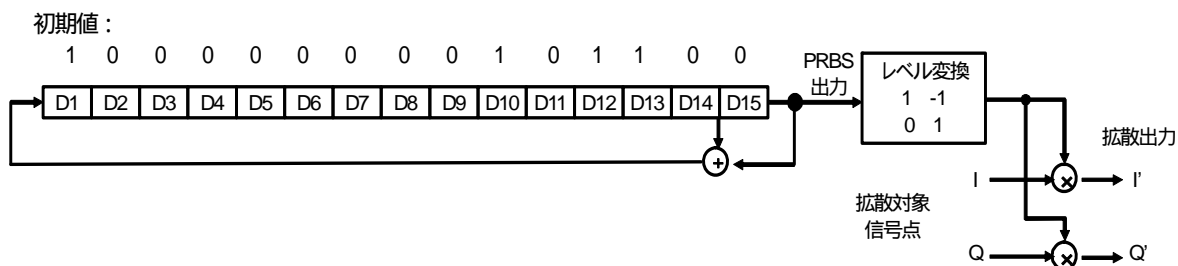 初期値:
1 0 0 0 0 0 0 0 0 1 0 1 1 0 0
D1 D2 D3 D4 D5 D6 D7 D8 D9 D10 D11 D12 D13 D14 D15
+
PRBS
出力
レベル変換
1 -1
0 1
拡散出力
I × I'
拡散対象
信号点
Q × Q'